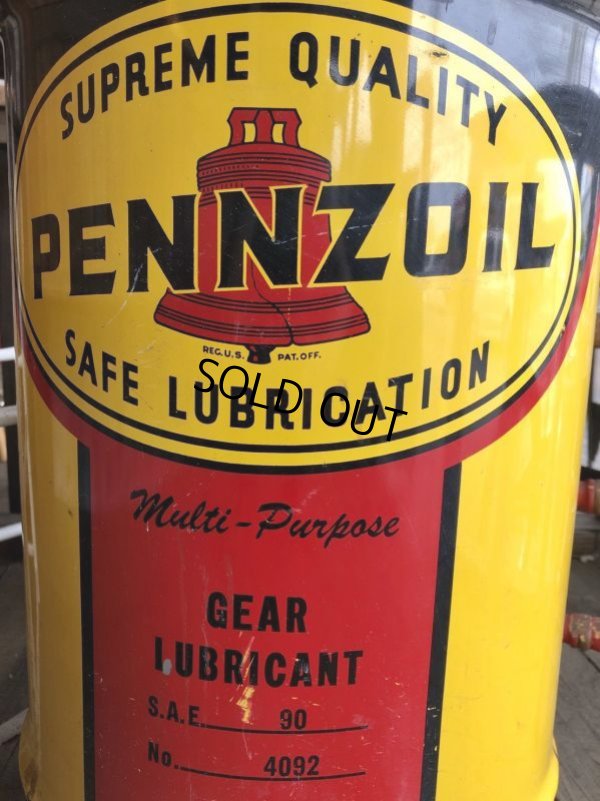 SUPREME QUALITY
PENNZOIL
REG. U.S. PAT. OFF.
SAFE LUBRICATION
SOLD OUT
Multi-Purpose
GEAR
LUBRICANT
S.A.E. 90
No. 4092